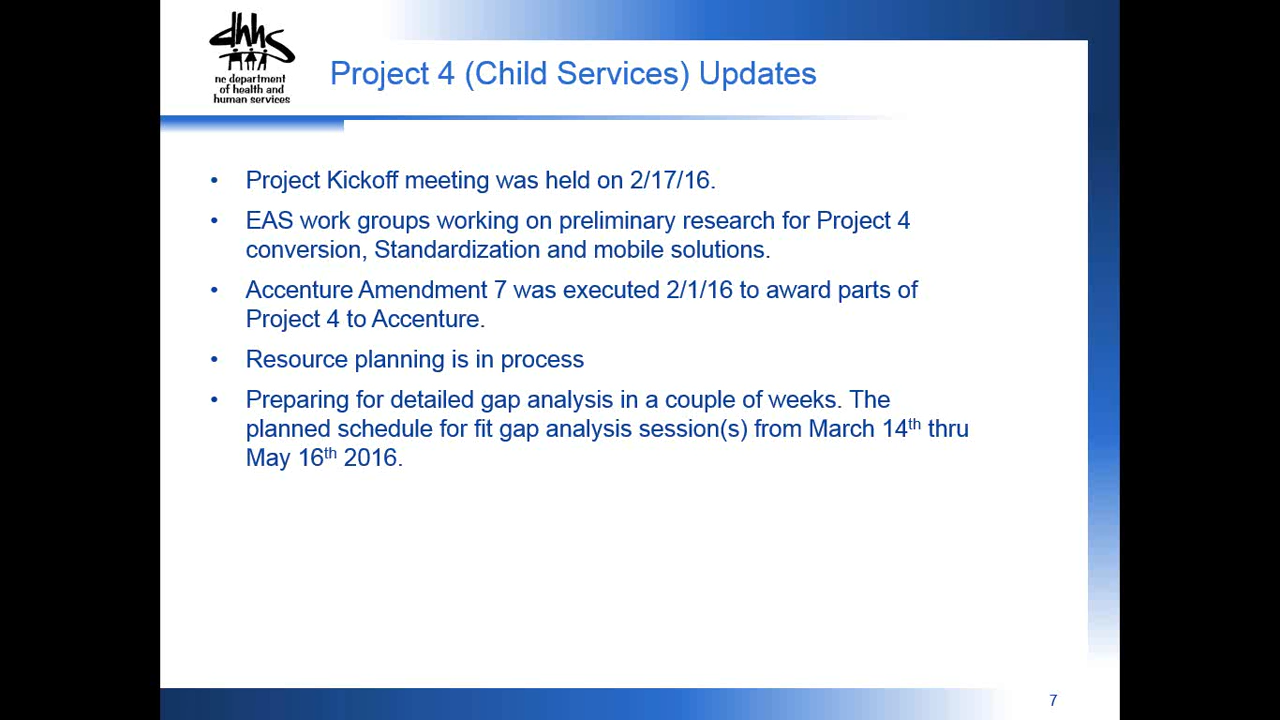 dhhs
nc department
of health and
human services
Project 4 (Child Services) Updates
• Project Kickoff meeting was held on 2/17/16.
• EAS work groups working on preliminary research for Project 4
conversion, Standardization and mobile solutions.
• Accenture Amendment 7 was executed 2/1/16 to award parts of
Project 4 to Accenture.
• Resource planning is in process
• Preparing for detailed gap analysis in a couple of weeks. The
planned schedule for fit gap analysis session(s) from March 14th thru
May 16th 2016.
7